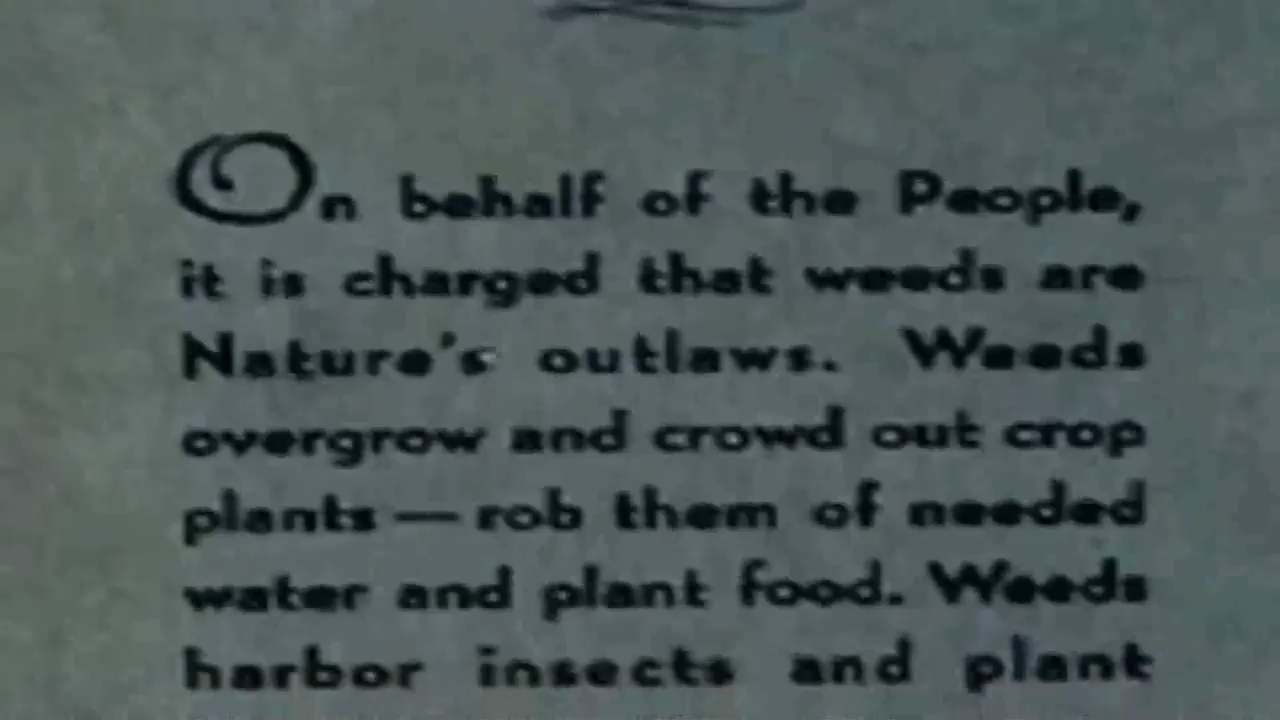 On behalf of the People,
it is charged that weeds are
Nature's outlaws. Weeds
overgrow and crowd out crop
plants — rob them of needed
water and plant food. Weeds
harbor insects and plant